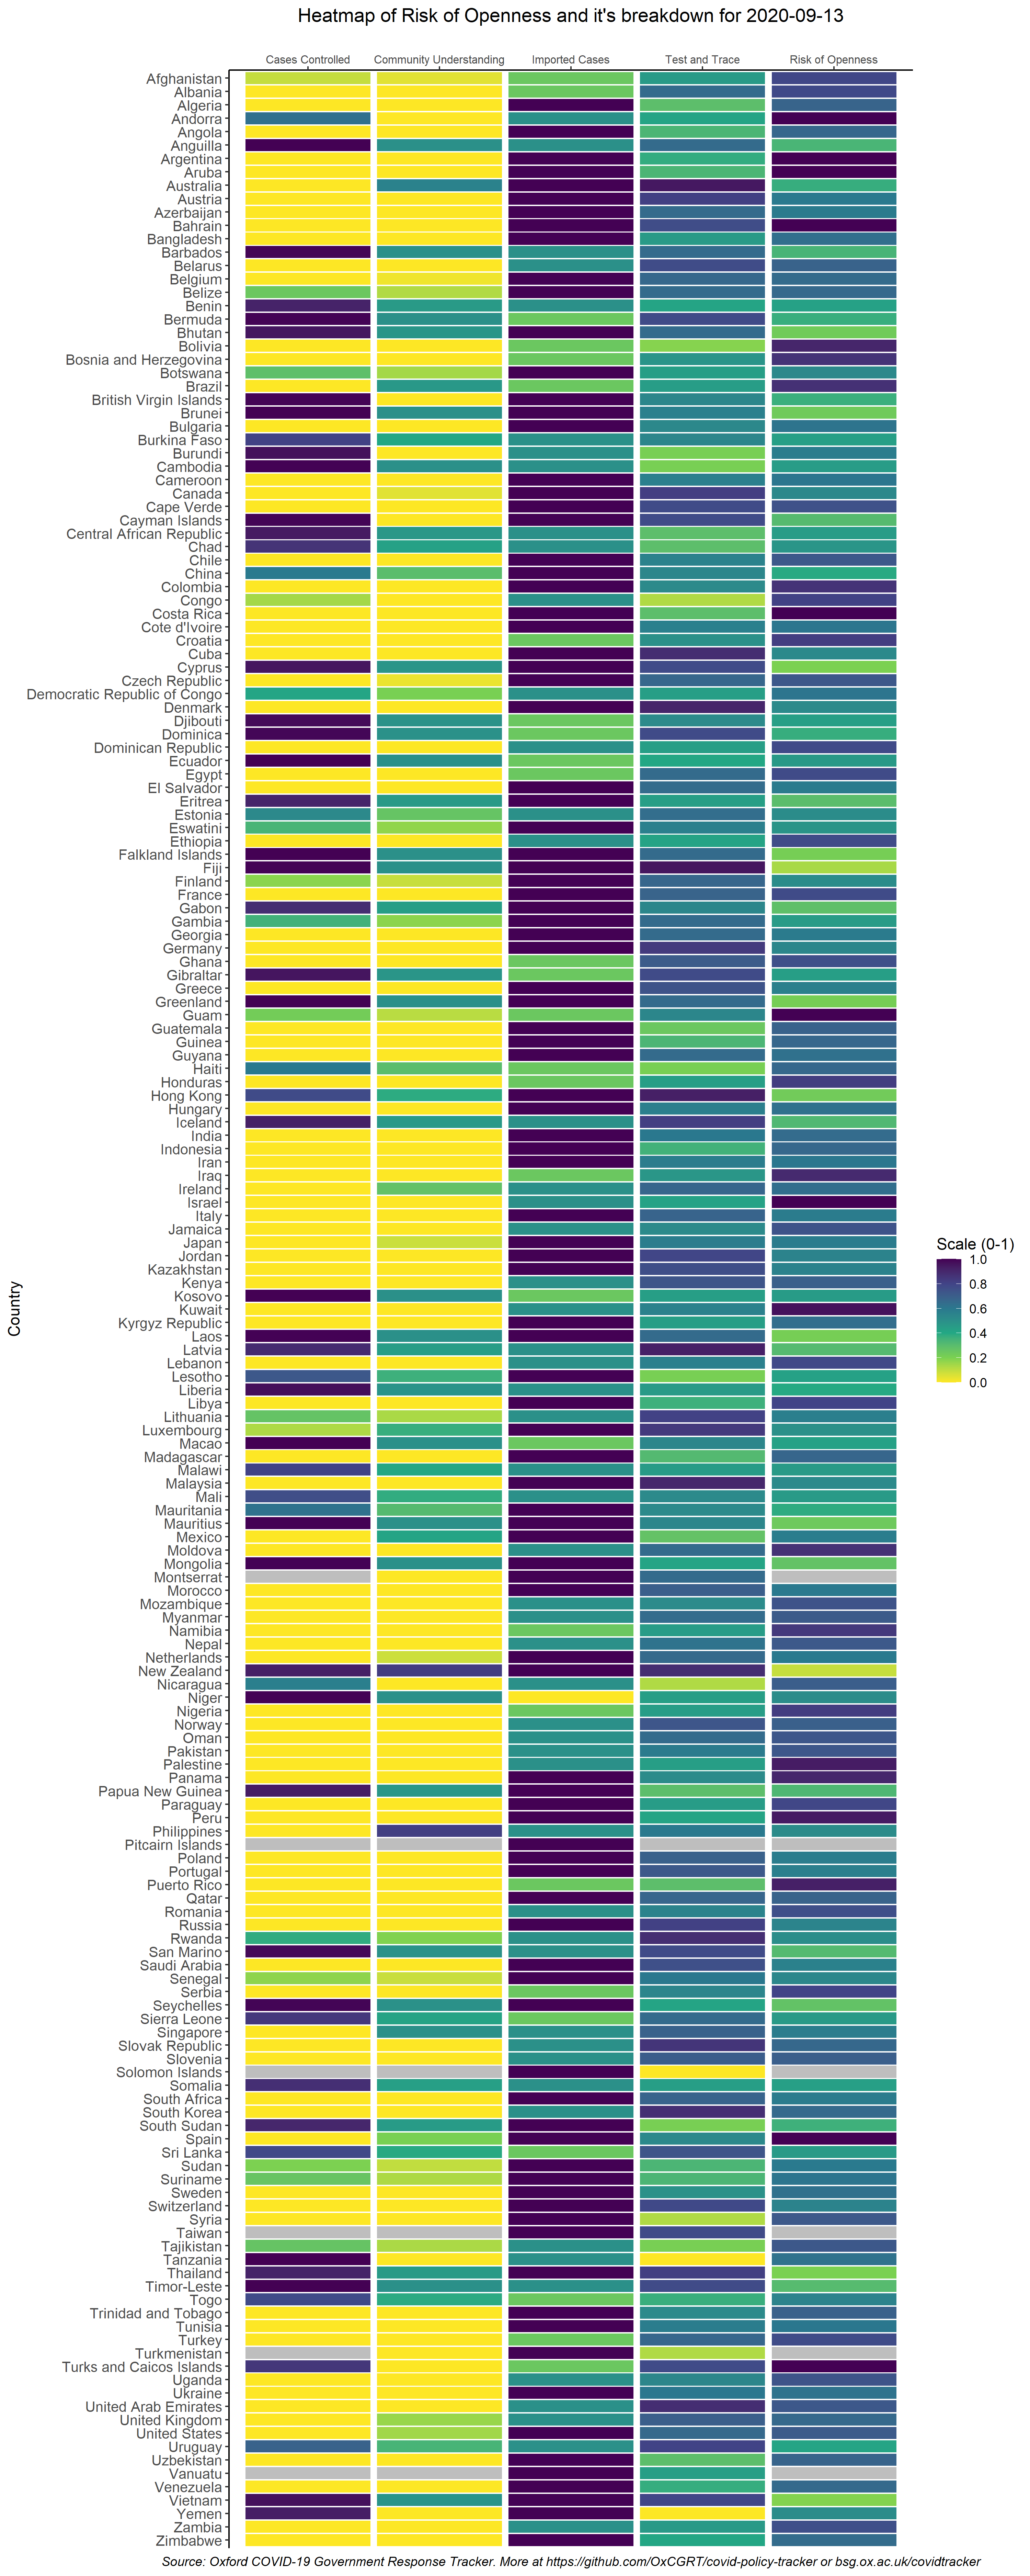 Heatmap of Risk of Openness and it's breakdown for 2020-09-13
Cases Controlled Community Understanding Imported Cases Test and Trace Risk of Openness
Afghanistan
Albania
Algeria
Andorra
Angola
Anguilla
Argentina
Aruba
Australia
Austria
Azerbaijan
Bahrain
Bangladesh
Barbados
Belarus
Belgium
Belize
Benin
Bermuda
Bhutan
Bolivia
Bosnia and Herzegovina
Botswana
Brazil
British Virgin Islands
Brunei
Bulgaria
Burkina Faso
Burundi
Cambodia
Cameroon
Canada
Cape Verde
Cayman Islands
Central African Republic
Chad
Chile
China
Colombia
Congo
Costa Rica
Cote d'Ivoire
Croatia
Cuba
Cyprus
Czech Republic
Democratic Republic of Congo
Denmark
Djibouti
Dominica
Dominican Republic
Ecuador
Egypt
El Salvador
Eritrea
Estonia
Eswatini
Ethiopia
Falkland Islands
Fiji
Finland
France
Gabon
Gambia
Georgia
Germany
Ghana
Gibraltar
Greece
Greenland
Guam
Guatemala
Guinea
Guyana
Haiti
Honduras
Hong Kong
Hungary
Iceland
India
Indonesia
Iran
Iraq
Ireland
Israel
Italy
Jamaica
Japan
Jordan
Kazakhstan
Kenya
Kosovo
Kuwait
Kyrgyz Republic
Laos
Latvia
Lebanon
Lesotho
Liberia
Libya
Lithuania
Luxembourg
Macao
Madagascar
Malawi
Malaysia
Mali
Mauritania
Mauritius
Mexico
Moldova
Mongolia
Montserrat
Morocco
Mozambique
Myanmar
Namibia
Nepal
Netherlands
New Zealand
Nicaragua
Niger
Nigeria
Norway
Oman
Pakistan
Palestine
Panama
Papua New Guinea
Paraguay
Peru
Philippines
Pitcairn Islands
Poland
Portugal
Puerto Rico
Qatar
Romania
Russia
Rwanda
San Marino
Saudi Arabia
Senegal
Serbia
Seychelles
Sierra Leone
Singapore
Slovak Republic
Slovenia
Solomon Islands
Somalia
South Africa
South Korea
South Sudan
Spain
Sri Lanka
Sudan
Suriname
Sweden
Switzerland
Syria
Taiwan
Tajikistan
Tanzania
Thailand
Timor-Leste
Togo
Trinidad and Tobago
Tunisia
Turkey
Turkmenistan
Turks and Caicos Islands
Uganda
Ukraine
United Arab Emirates
United Kingdom
United States
Uruguay
Uzbekistan
Vanuatu
Venezuela
Vietnam
Yemen
Zambia
Zimbabwe
Country
Scale (0-1)
1.0
0.8
0.6
0.4
0.2
0.0
Source: Oxford COVID-19 Government Response Tracker. More at https://github.com/OxCGRT/covid-policy-tracker or bsg.ox.ac.uk/covidtracker